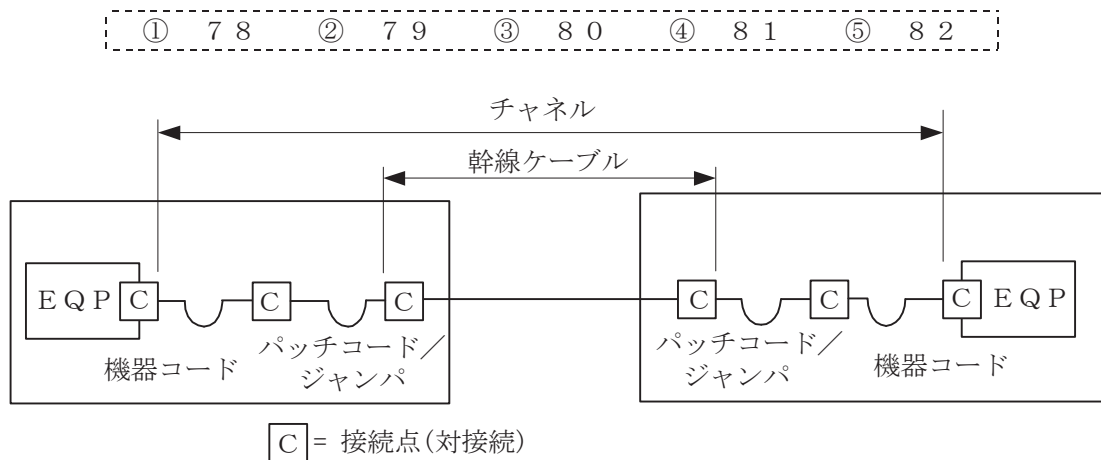 ① 78 ② 79 ③ 80 ④ 81 ⑤ 82
チャネル
幹線ケーブル
EQP C C C C C C EQP
機器コード
パッチコード/
ジャンパ
パッチコード/
ジャンパ
機器コード
C = 接続点(対接続)